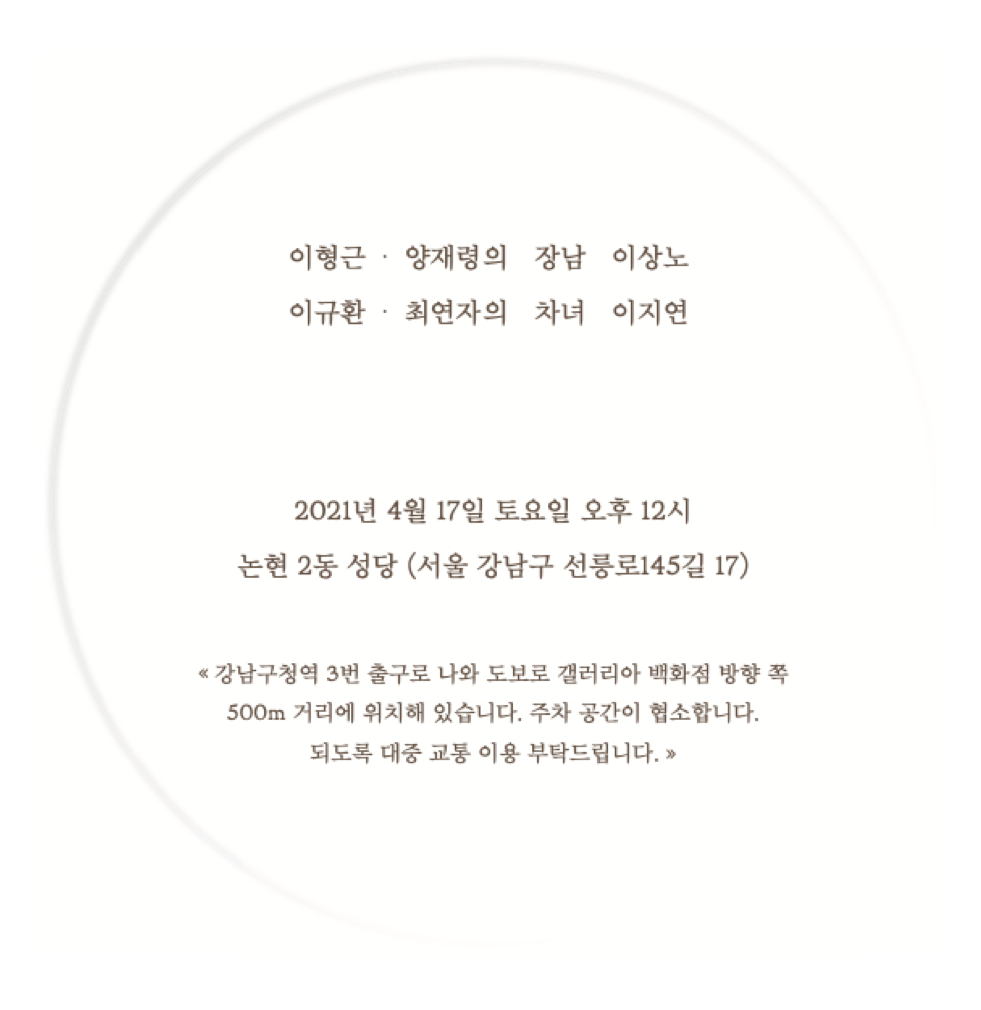 이형근 · 양재령의 장남 이상노
이규환 · 최연자의 차녀 이지연
2021년 4월 17일 토요일 오후 12시
논현 2동 성당 (서울 강남구 선릉로145길 17)
« 강남구청역 3번 출구로 나와 도보로 갤러리아 백화점 방향 쪽
500m 거리에 위치해 있습니다. 주차 공간이 협소합니다.
되도록 대중 교통 이용 부탁드립니다. »